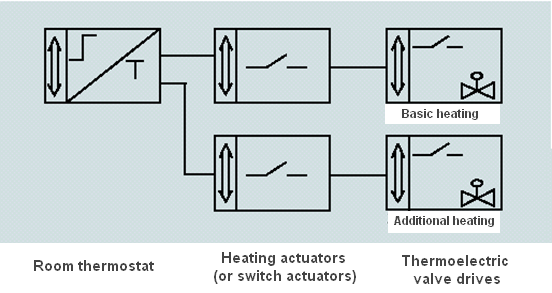 T
Basic heating
Additional heating
Room thermostat
Heating actuators
(or switch actuators)
Thermoelectric
valve drives